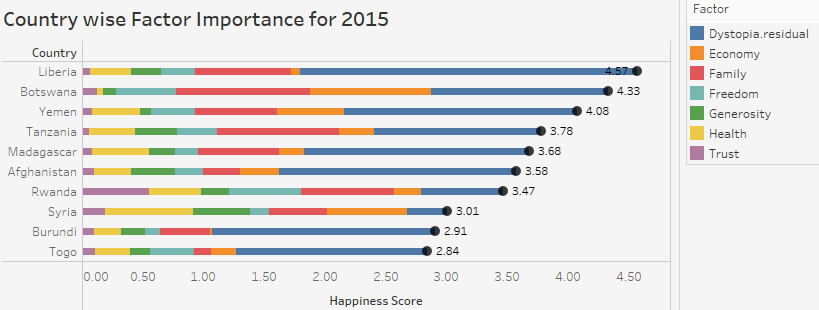 Country wise Factor Importance for 2015
Country
Liberia 4.57
Botswana 4.33
Yemen 4.08
Tanzania 3.78
Madagascar 3.68
Afghanistan 3.58
Rwanda 3.47
Syria 3.01
Burundi 2.91
Togo 2.84
0.00 0.50 1.00 1.50 2.00 2.50 3.00 3.50 4.00 4.50
Happiness Score
Factor
Dystopia.residual
Economy
Family
Freedom
Generosity
Health
Trust